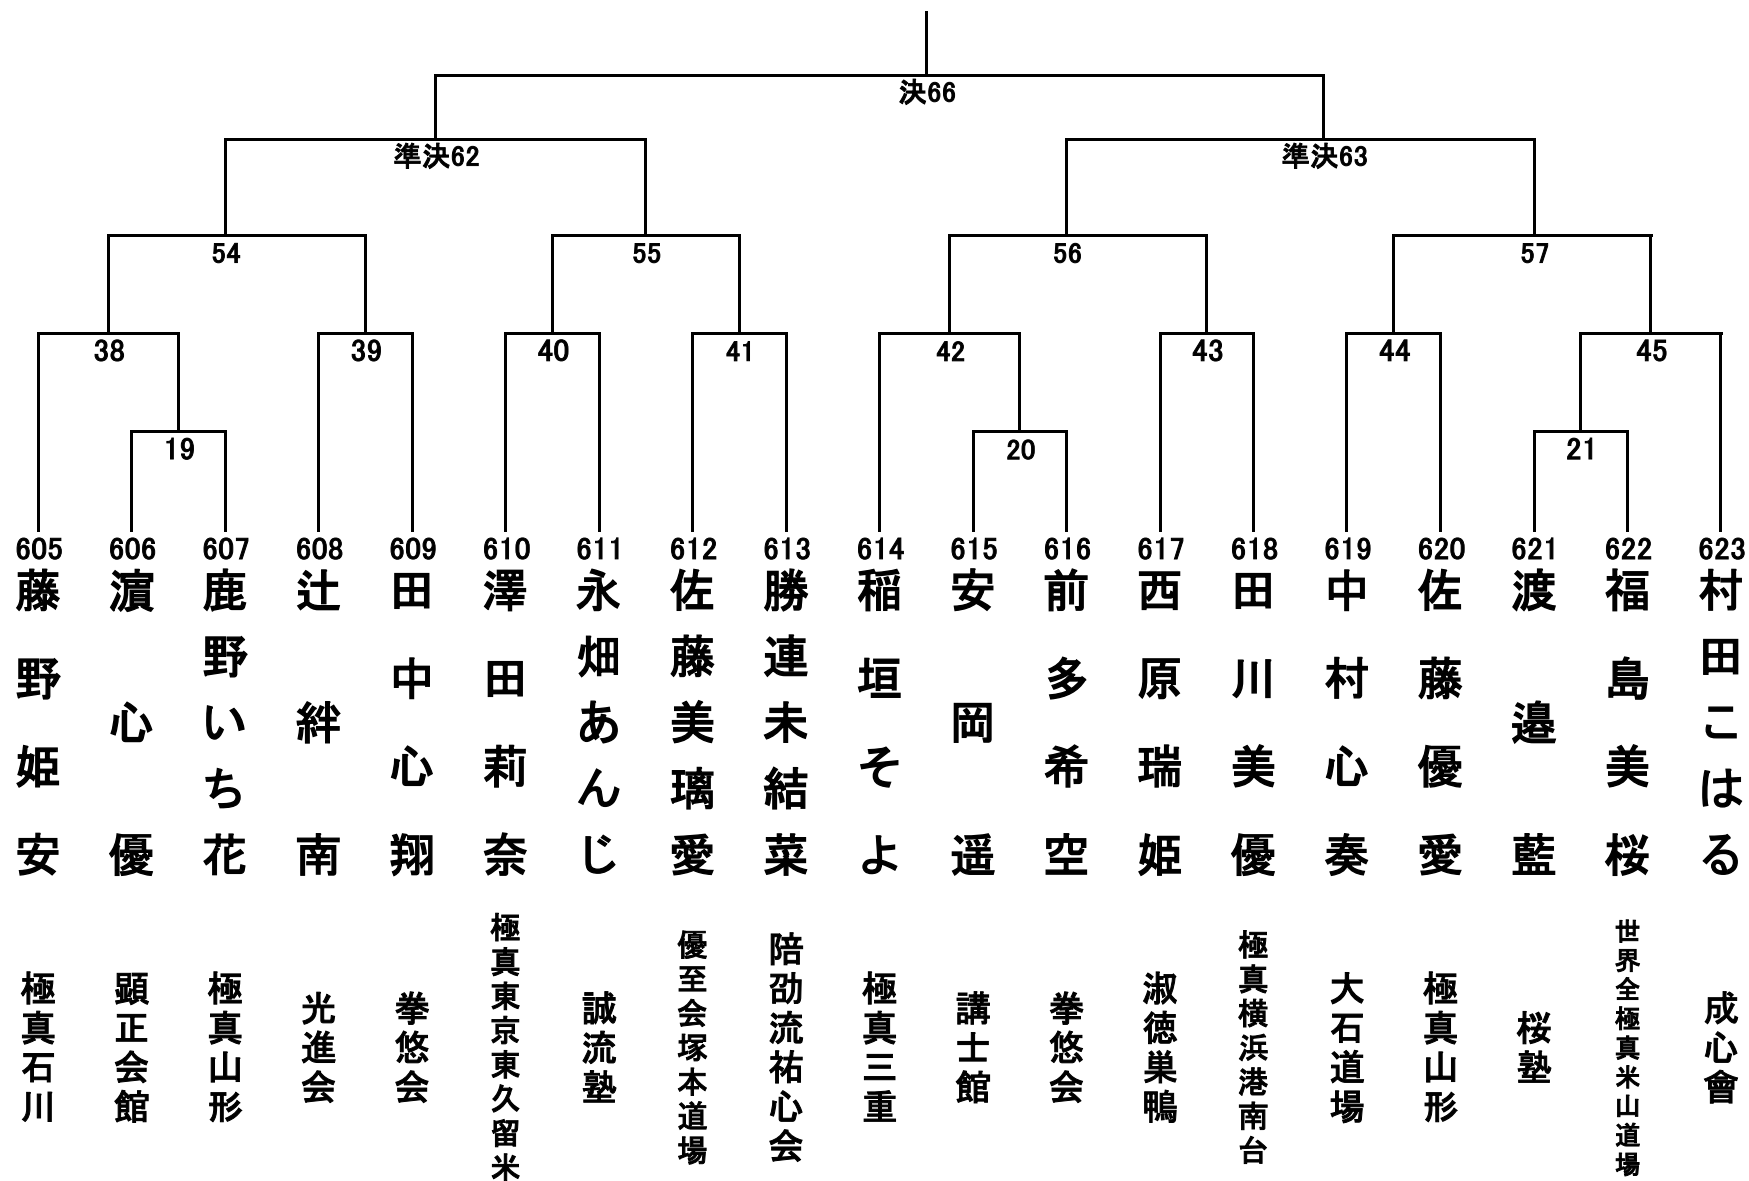 決66
準決62
準決63
54
55
56
57
38
39
40
41
42
43
44
45
19
20
21
605
藤野姫安
極真石川
606
濵心優
顕正会館
607
鹿野いち花
極真山形
608
辻絆南
光進会
609
田中心翔
拳悠会
610
澤田莉奈
極真東京東久留米
611
永畑あんじ
誠流塾
612
佐藤美璃愛
優至会塚本道場
613
勝連未結菜
陪劭流祐心会
614
稲垣そよ
極真三重
615
安岡遥
講士館
616
前多希空
拳悠会
617
西原瑞姫
淑徳巣鴨
618
田川美優
極真横浜港南台
619
中村心奏
大石道場
620
佐藤優愛
極真山形
621
渡邉藍
桜塾
622
福島美桜
世界全極真米山道場
623
村田こはる
成心會